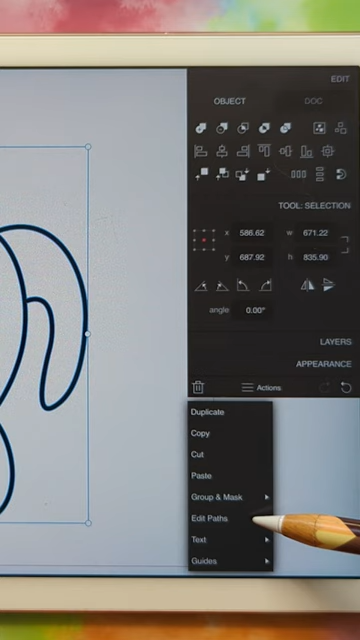 EDIT
OBJECT DOC
TOOL: SELECTION
x 586.62 w 671.22
y 687.92 h 835.90
angle 0.00°
LAYERS
APPEARANCE
Actions
Duplicate
Copy
Cut
Paste
Group & Mask
Edit Paths
Text
Guides